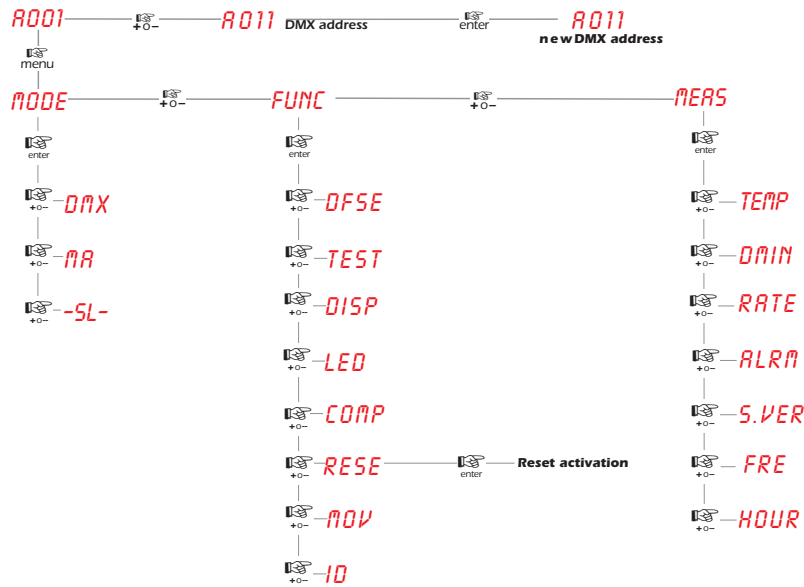 A001 +o- A011 DMX address enter A011
new DMX address
menu
MODE +o- FUNC +o- MEAS
enter enter enter
+o- DMX +o- DFSE +o- TEMP
+o- MA +o- TEST +o- DMIN
+o- -SL- +o- DISP +o- RATE
+o- LED +o- ALRM
+o- COMP +o- S.VER
+o- RESE enter Reset activation +o- FRE
+o- MOV +o- HOUR
+o- ID